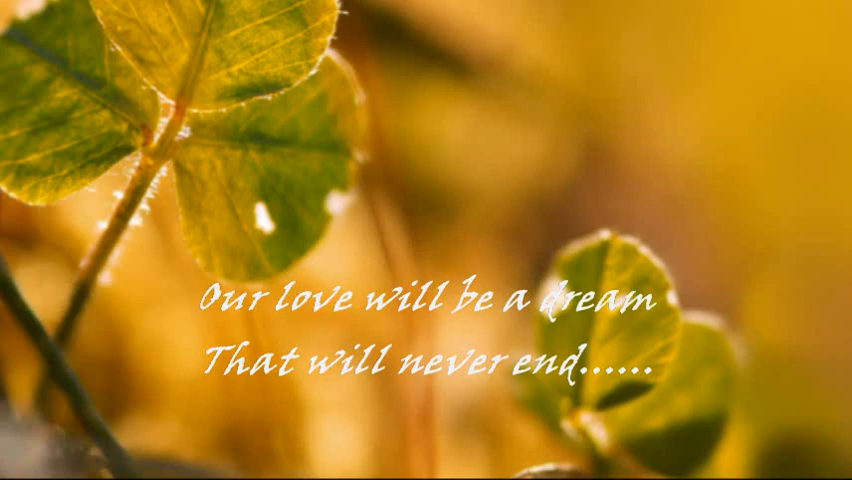 Our love will be a dream
That will never end......